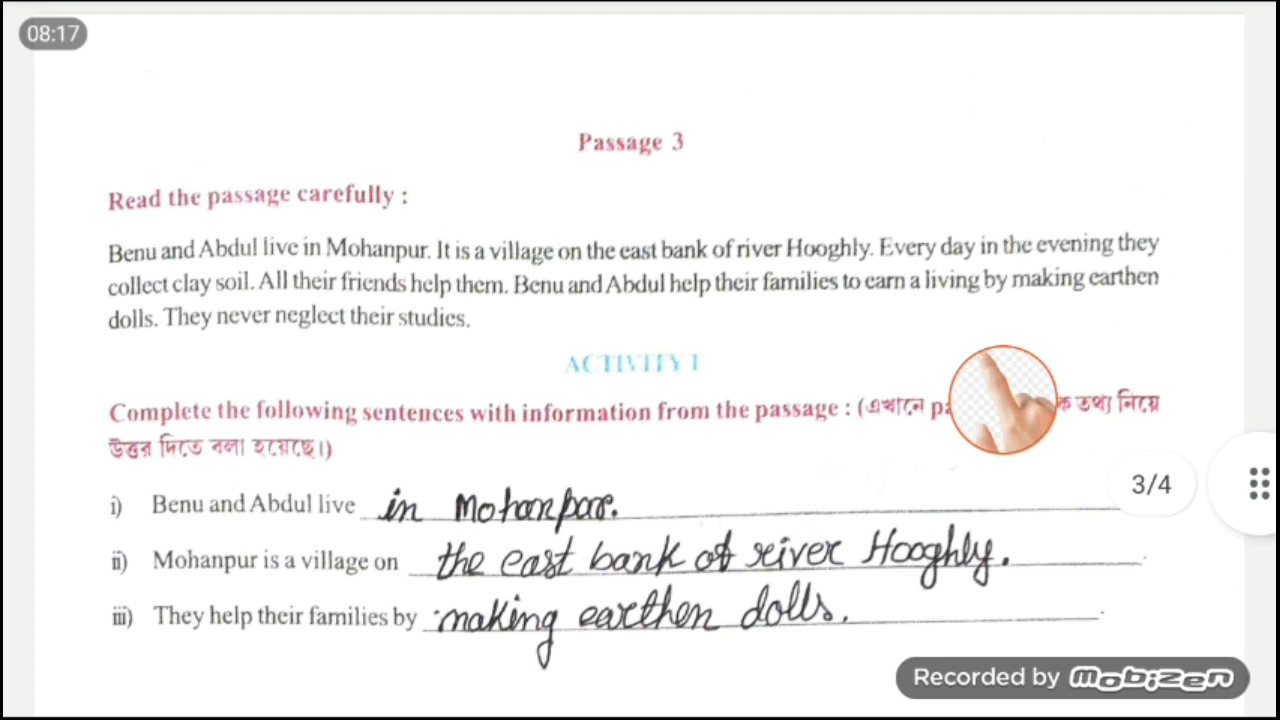 08:17
Passage 3
Read the passage carefully :
Benu and Abdul live in Mohanpur. It is a village on the east bank of river Hooghly. Every day in the evening they
collect clay soil. All their friends help them. Benu and Abdul help their families to earn a living by making earthen
dolls. They never neglect their studies.
ACTIVITY 1
Complete the following sentences with information from the passage : (এখানে pa ক তথ্য নিয়ে
উত্তর দিতে বলা হয়েছে।)
3/4
i) Benu and Abdul live in Mohanpur.
ii) Mohanpur is a village on the east bank of river Hooghly.
iii) They help their families by making earthen dolls.
Recorded by Mobizen